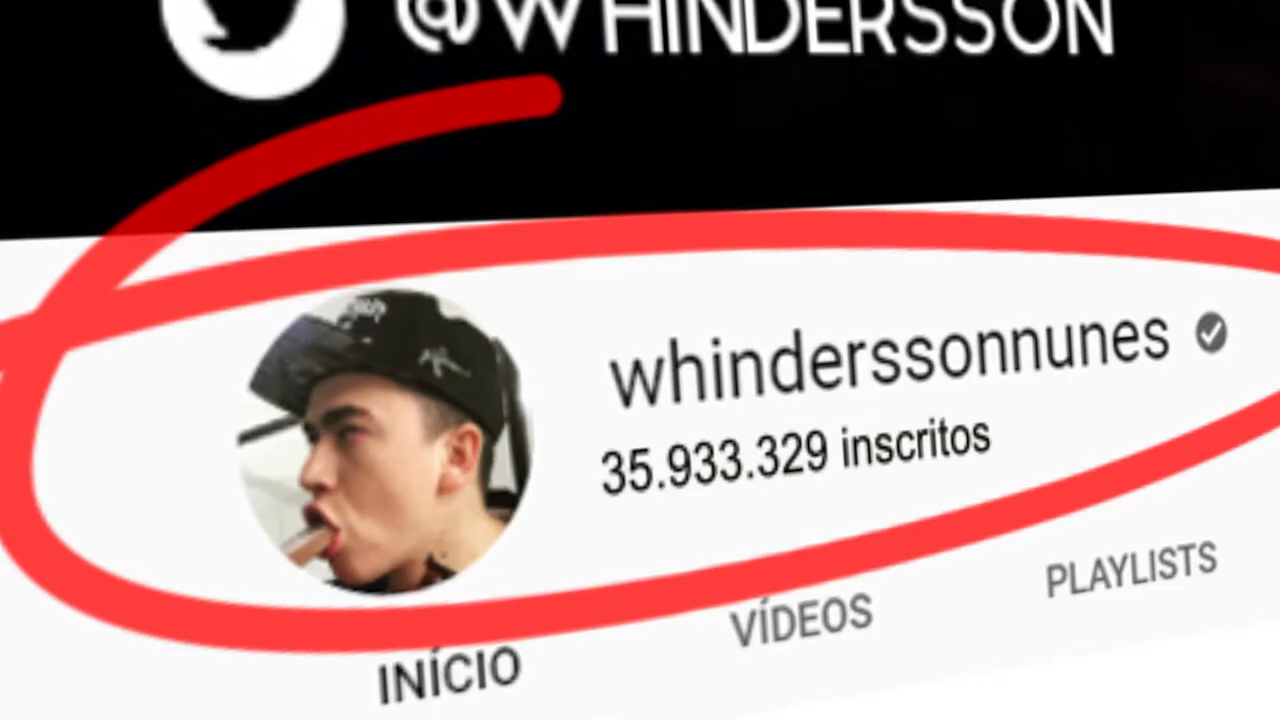 @WHINDERSSON
whinderssonnunes
35.933.329 inscritos
INÍCIO
VÍDEOS
PLAYLISTS